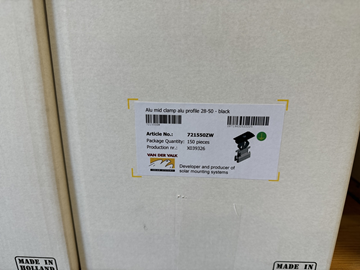 Alu mid clamp alu profile 28-50 - black
Article No.: 721550ZW
Package Quantity: 150 pieces
Production nr.: X039326
VAN DER VALK
Developer and producer of
solar mounting systems
MADE IN
HOLLAND
MADE IN